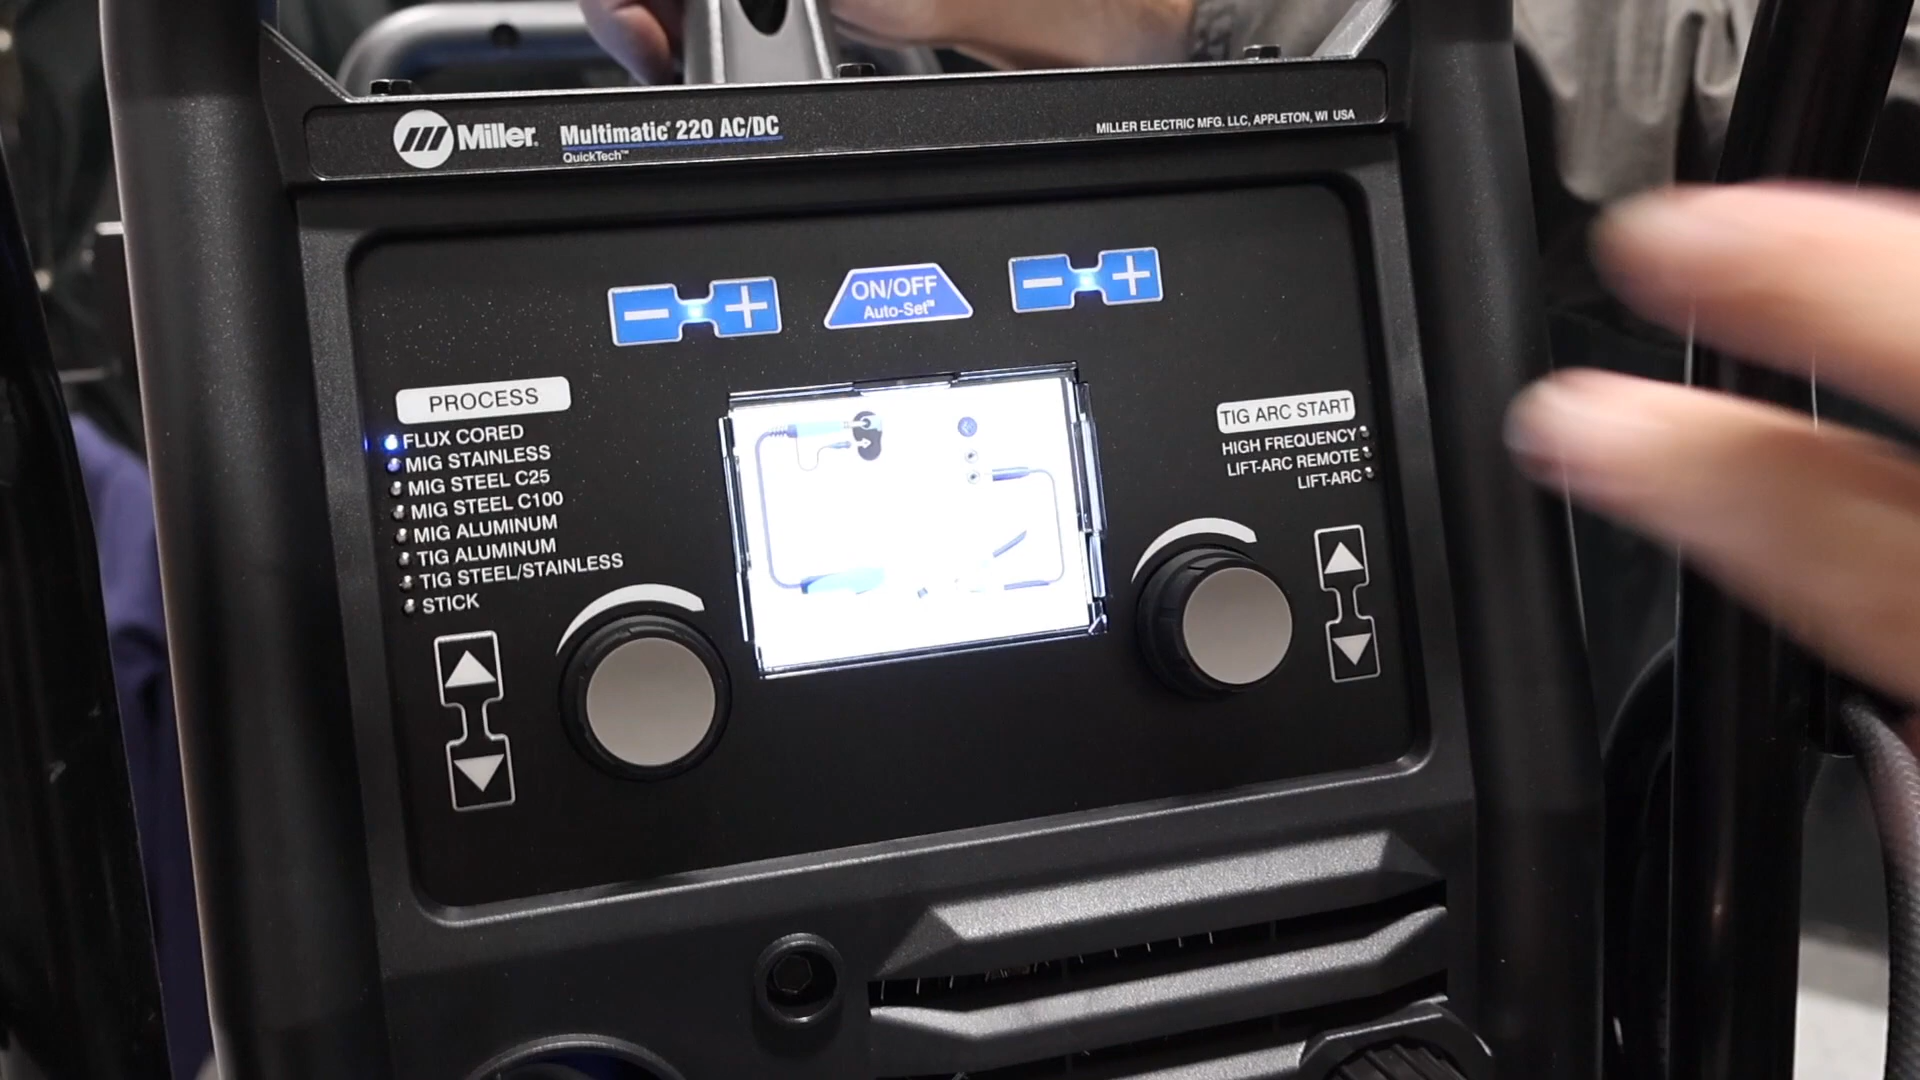 Miller®
Multimatic® 220 AC/DC
QuickTech™
MILLER ELECTRIC MFG. LLC, APPLETON, WI USA
− +
ON/OFF
Auto-Set™
− +
PROCESS
FLUX CORED
MIG STAINLESS
MIG STEEL C25
MIG STEEL C100
MIG ALUMINUM
TIG ALUMINUM
TIG STEEL/STAINLESS
STICK
TIG ARC START
HIGH FREQUENCY
LIFT-ARC REMOTE
LIFT-ARC